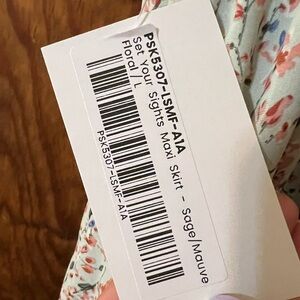 PSK5307-LSMF-A1A
Set Your Sights Maxi Skirt - Sage/Mauve
Floral / L
PSK5307-LSMF-A1A